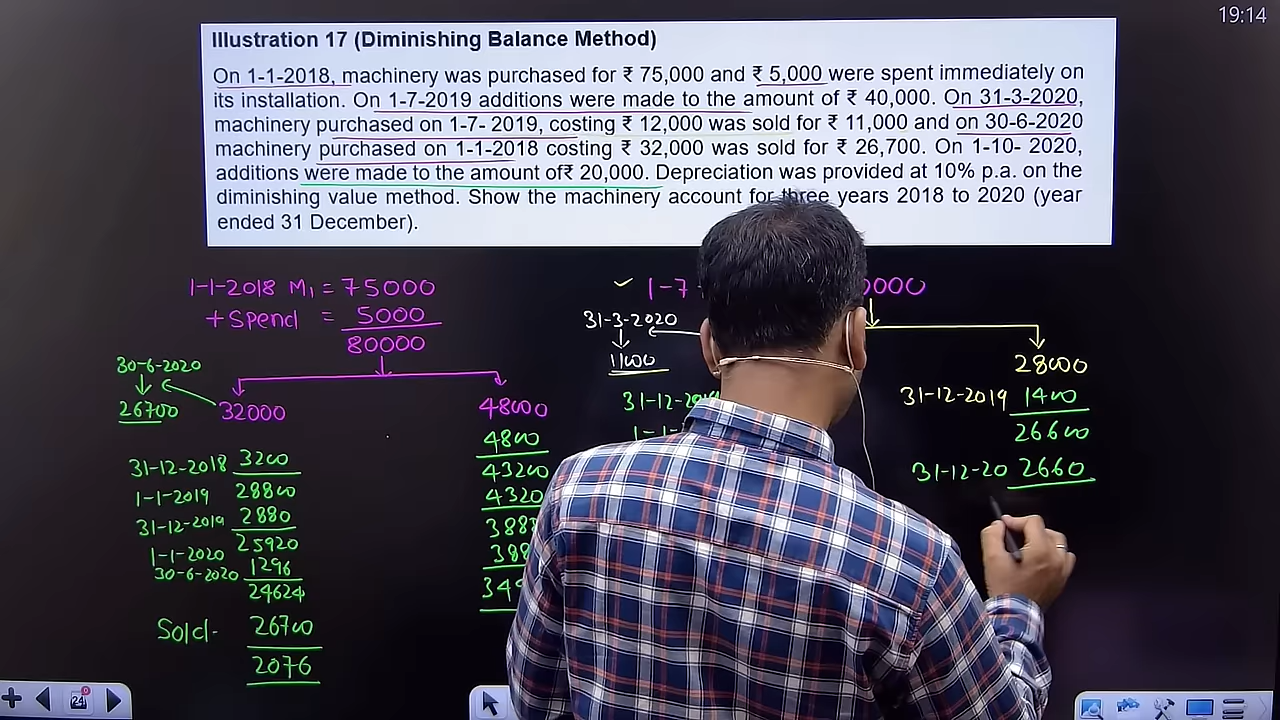 19:14
Illustration 17 (Diminishing Balance Method)
On 1-1-2018, machinery was purchased for ₹ 75,000 and ₹ 5,000 were spent immediately on
its installation. On 1-7-2019 additions were made to the amount of ₹ 40,000. On 31-3-2020,
machinery purchased on 1-7- 2019, costing ₹ 12,000 was sold for ₹ 11,000 and on 30-6-2020
machinery purchased on 1-1-2018 costing ₹ 32,000 was sold for ₹ 26,700. On 1-10- 2020,
additions were made to the amount of₹ 20,000. Depreciation was provided at 10% p.a. on the
diminishing value method. Show the machinery account for three years 2018 to 2020 (year
ended 31 December).
1-1-2018 M1 = 75000
+ Spend = 5000
80000
30-6-2020
26700
32000
31-12-2018 3200
1-1-2019 28800
31-12-2019 2880
1-1-2020 25920
30-6-2020 1296
24624
Sold- 26700
2076
48000
4800
43200
4320
1-7
31-3-2020
11000
28000
31-12-2019 1400
26600
31-12-20 2660
24